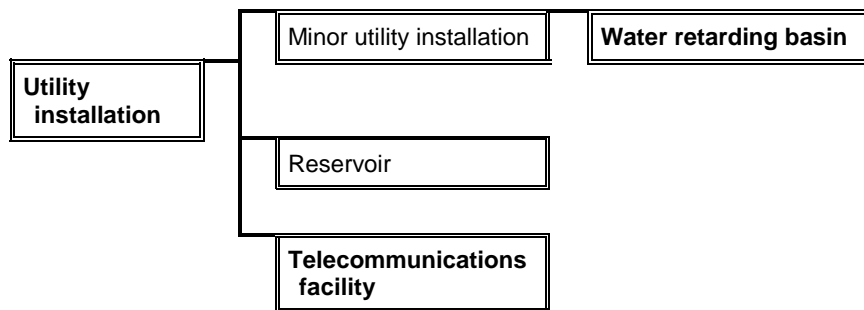 Minor utility installation
Water retarding basin
Utility
installation
Reservoir
Telecommunications
facility